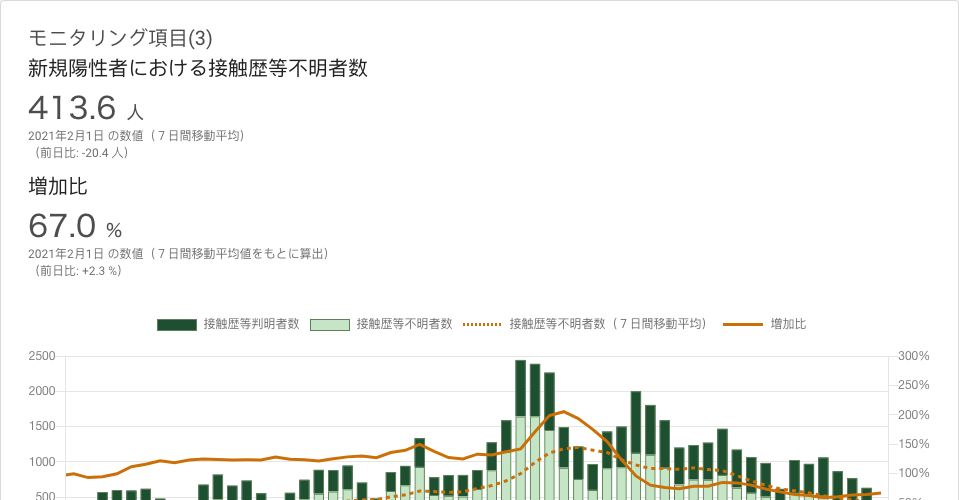 モニタリング項目(3)
新規陽性者における接触歴等不明者数
413.6 人
2021年2月1日 の数値（７日間移動平均）
（前日比: -20.4 人）
増加比
67.0 %
2021年2月1日 の数値（７日間移動平均値をもとに算出）
（前日比: +2.3 %）
接触歴等判明者数 接触歴等不明者数 接触歴等不明者数（７日間移動平均） 増加比
2500 300%
250%
2000
200%
1500
150%
1000
100%
500
50%